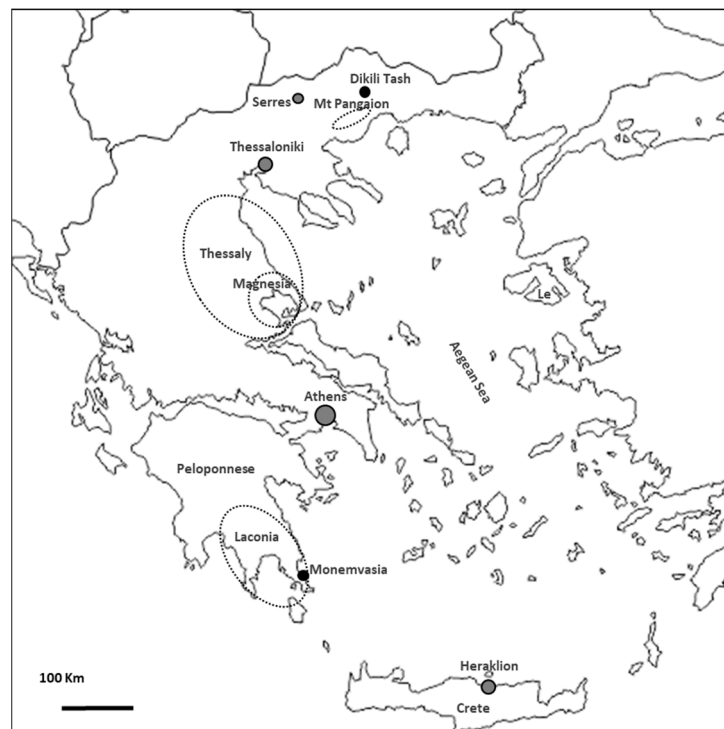 Dikili Tash
Serres
Mt Pangaion
Thessaloniki
Thessaly
Magnesia
Le
Aegean Sea
Athens
Peloponnese
Laconia
Monemvasia
Heraklion
100 Km
Crete